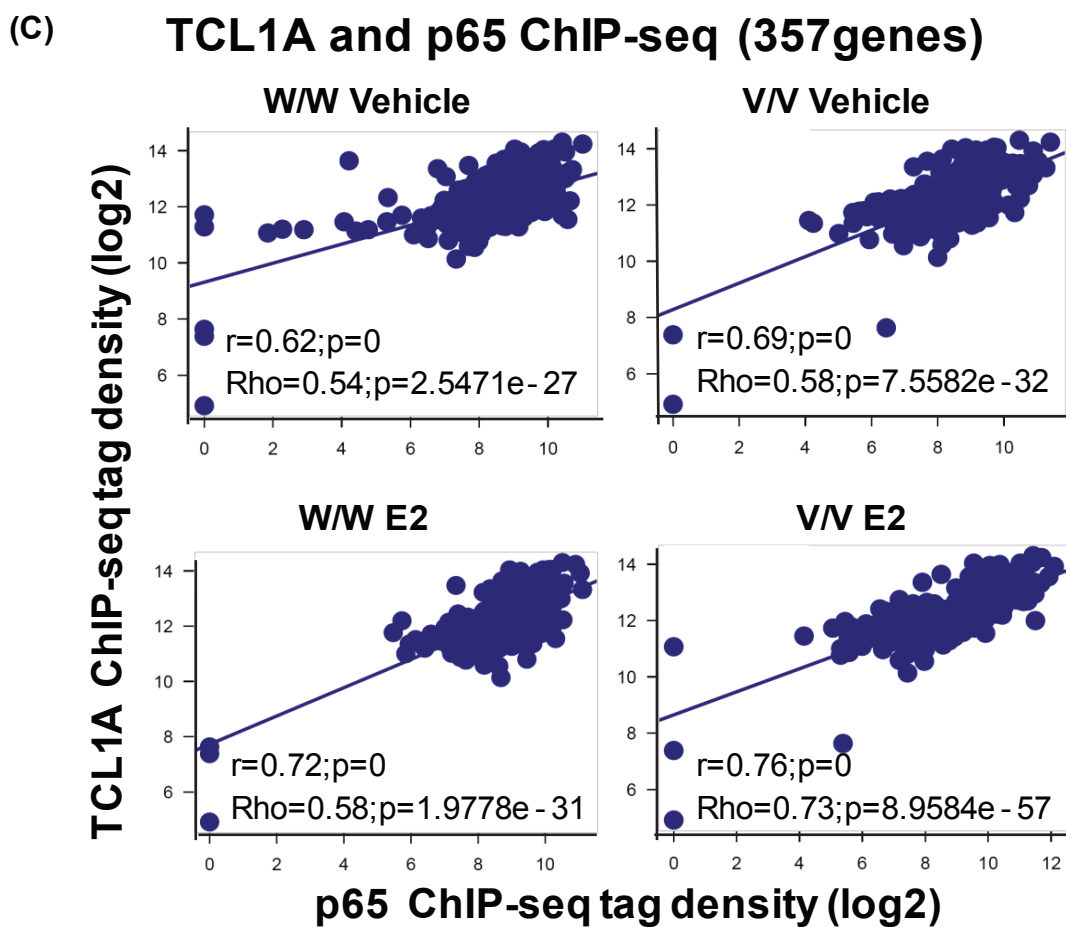 (C)
TCL1A and p65 ChIP-seq (357genes)
W/W Vehicle
V/V Vehicle
TCL1A ChIP-seq tag density (log2)
14
12
10
8
6
r=0.62;p=0
Rho=0.54;p=2.5471e-27
0 2 4 6 8 10
14
12
10
8
6
r=0.69;p=0
Rho=0.58;p=7.5582e-32
0 2 4 6 8 10
W/W E2
V/V E2
14
12
10
8
6
r=0.72;p=0
Rho=0.58;p=1.9778e-31
0 2 4 6 8 10
14
12
10
8
6
r=0.76;p=0
Rho=0.73;p=8.9584e-57
0 2 4 6 8 10 12
p65 ChIP-seq tag density (log2)